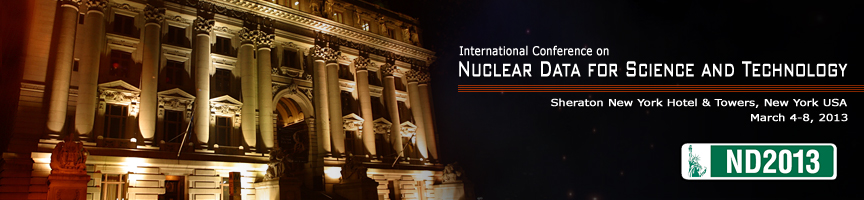 International Conference on
NUCLEAR DATA FOR SCIENCE AND TECHNOLOGY
Sheraton New York Hotel & Towers, New York USA
March 4-8, 2013
ND2013